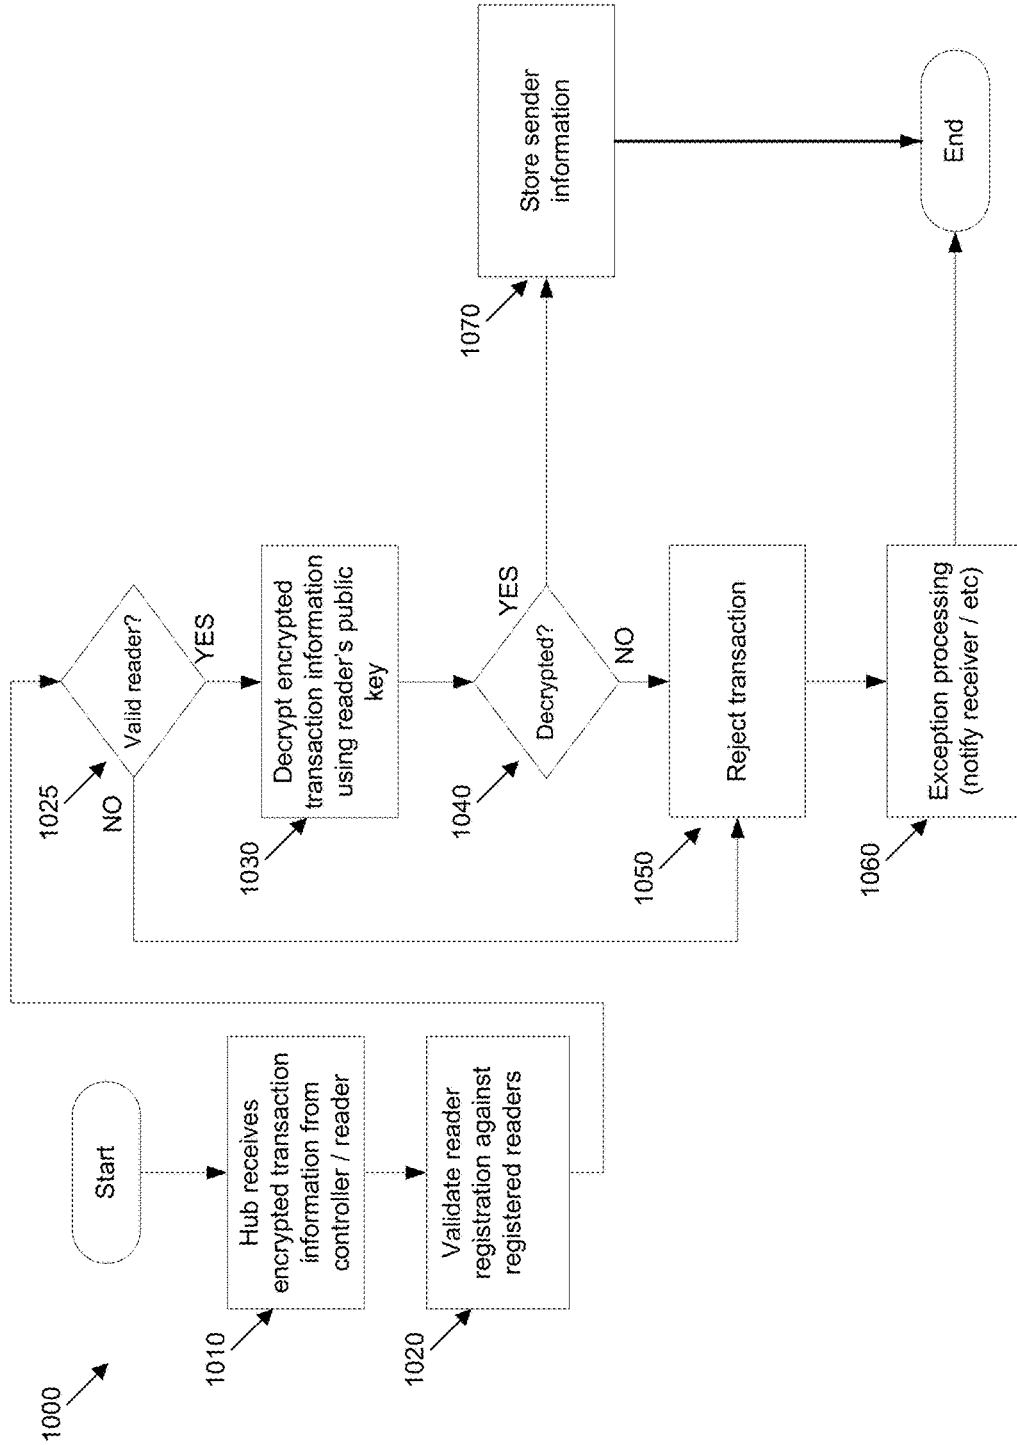 1000
Start
1010
Hub receives
encrypted transaction
information from
controller / reader
1020
Validate reader
registration against
registered readers
1025
Valid reader?
NO
YES
1030
Decrypt encrypted
transaction information
using reader's public
key
1040
Decrypted?
YES
NO
1050
Reject transaction
1060
Exception processing
(notify receiver / etc)
1070
Store sender
information
End